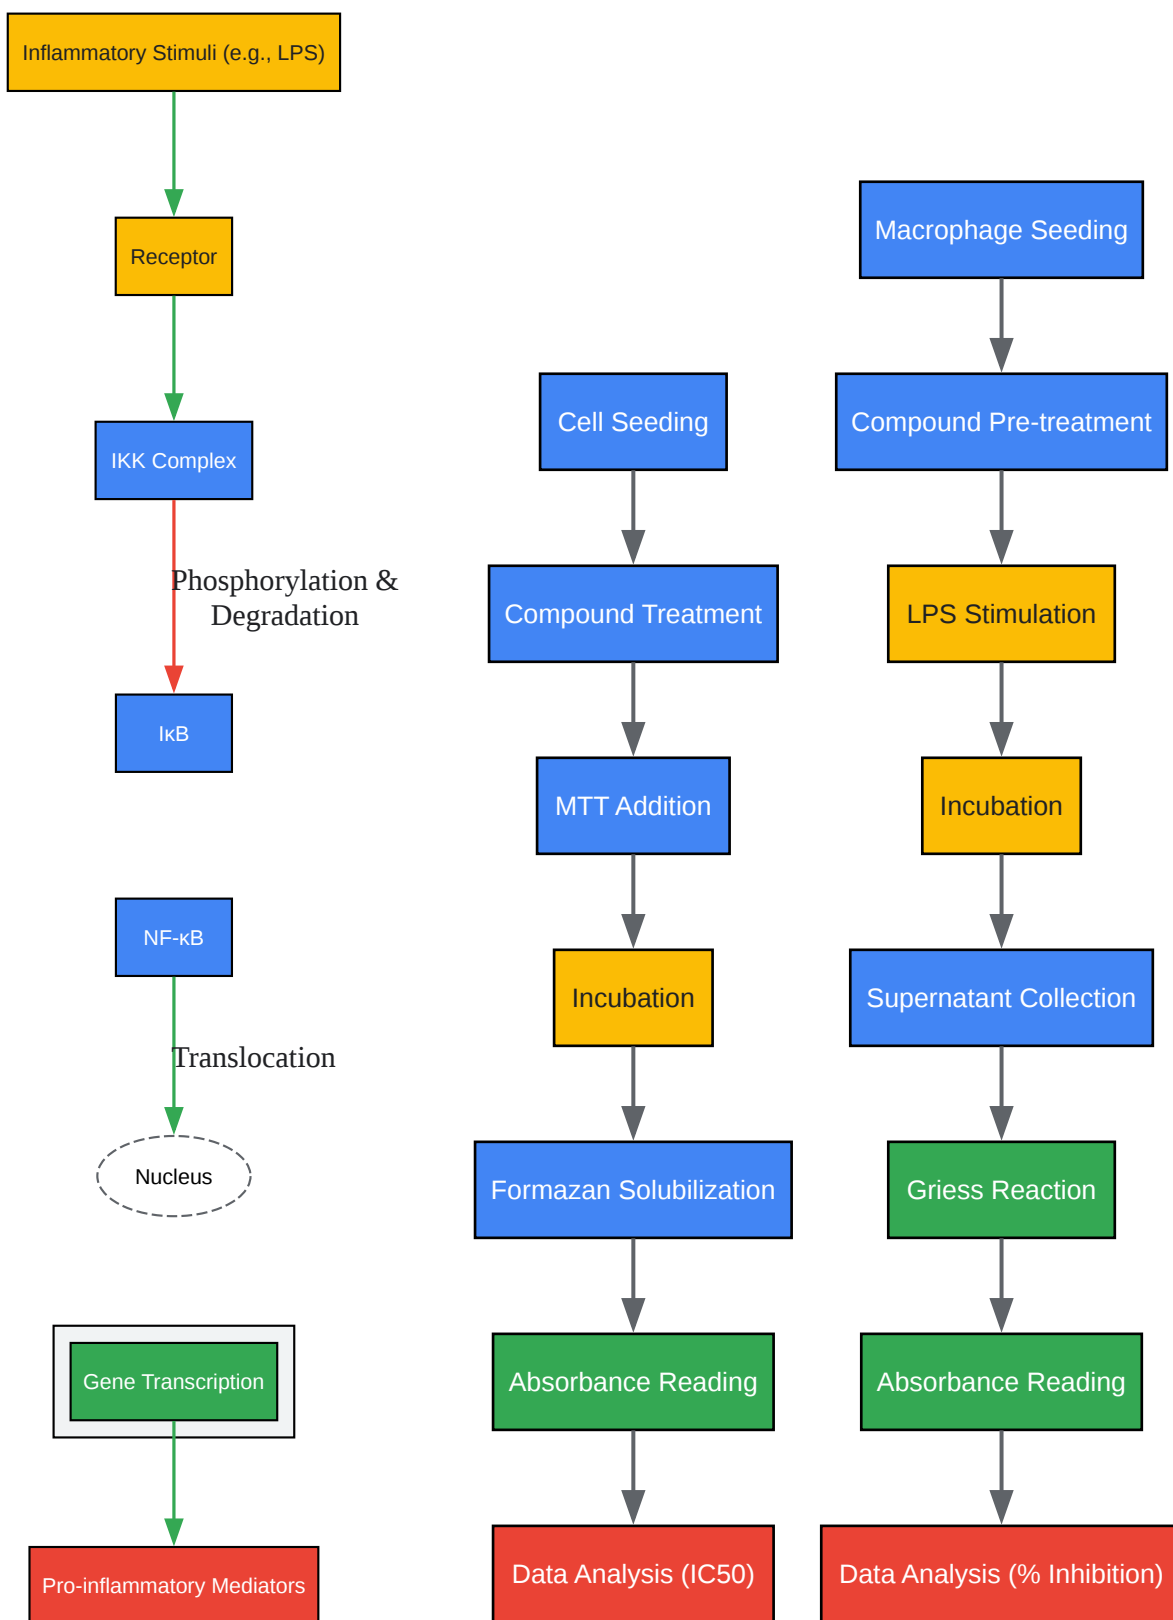 Inflammatory Stimuli (e.g., LPS)
Receptor
IKK Complex
Phosphorylation &
Degradation
IκB
NF-κB
Translocation
Nucleus
Gene Transcription
Pro-inflammatory Mediators
Cell Seeding
Compound Treatment
MTT Addition
Incubation
Formazan Solubilization
Absorbance Reading
Data Analysis (IC50)
Macrophage Seeding
Compound Pre-treatment
LPS Stimulation
Incubation
Supernatant Collection
Griess Reaction
Absorbance Reading
Data Analysis (% Inhibition)